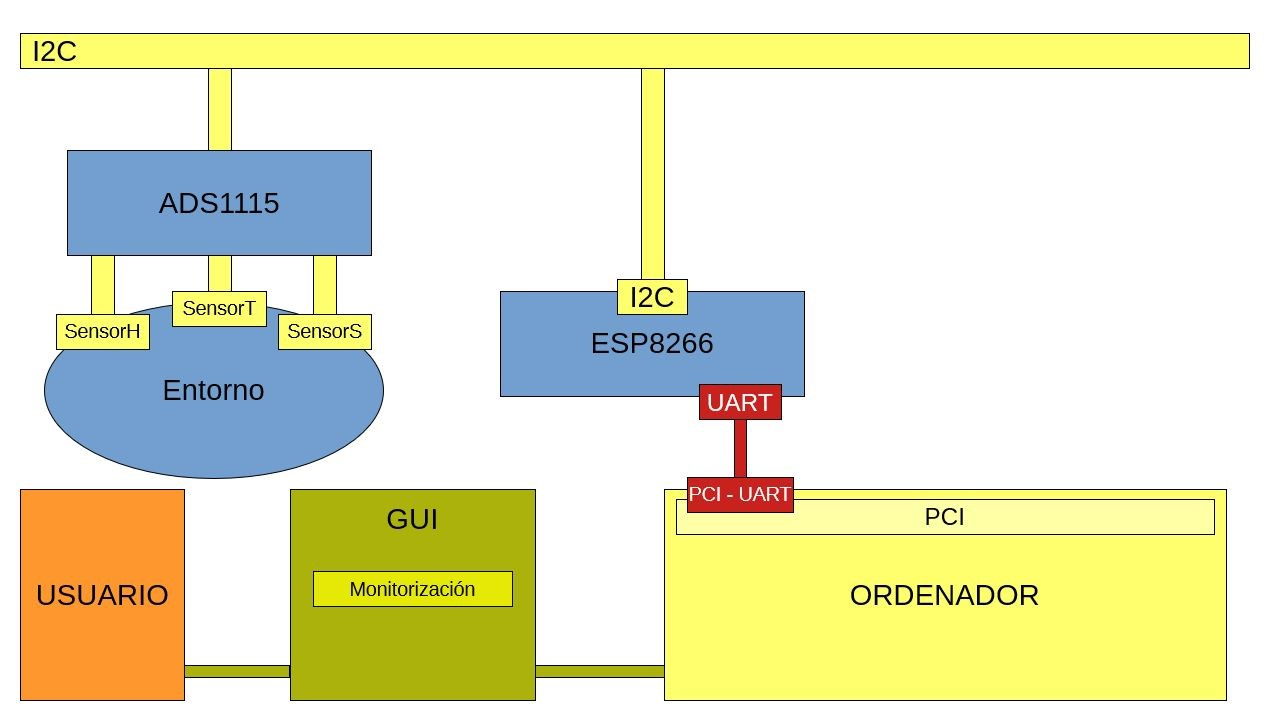 I2C
ADS1115
SensorH
SensorT
SensorS
Entorno
I2C
ESP8266
UART
PCI - UART
PCI
ORDENADOR
GUI
Monitorización
USUARIO